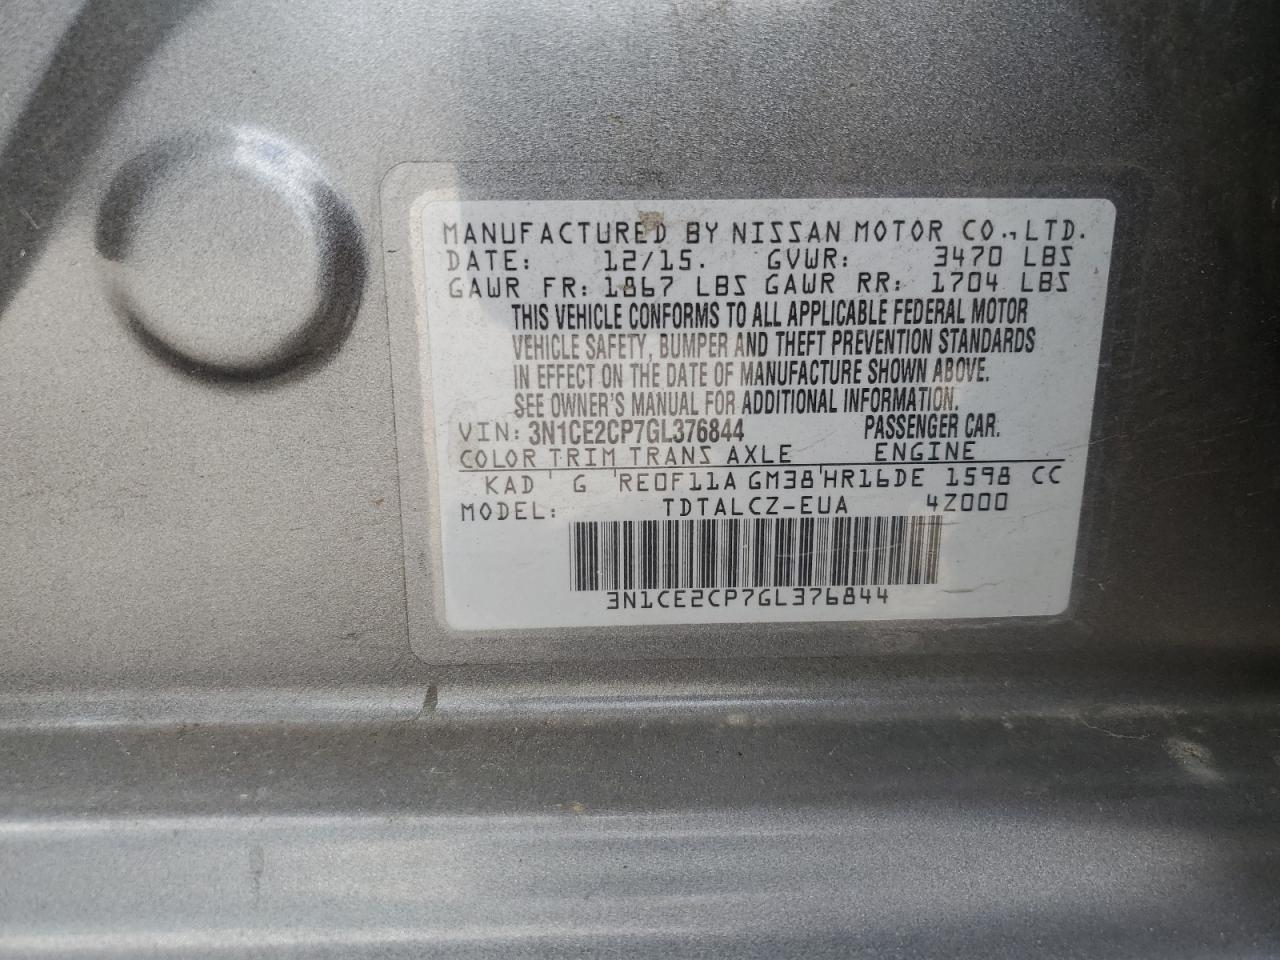 MANUFACTURED BY NISSAN MOTOR CO., LTD.
DATE: 12/15. GVWR: 3470 LBS
GAWR FR: 1867 LBS GAWR RR: 1704 LBS
THIS VEHICLE CONFORMS TO ALL APPLICABLE FEDERAL MOTOR
VEHICLE SAFETY, BUMPER AND THEFT PREVENTION STANDARDS
IN EFFECT ON THE DATE OF MANUFACTURE SHOWN ABOVE.
SEE OWNER'S MANUAL FOR ADDITIONAL INFORMATION.
VIN: 3N1CE2CP7GL376844 PASSENGER CAR.
COLOR TRIM TRANS AXLE ENGINE
KAD G RE0F11A GM38 HR16DE 1598 CC
MODEL: TDTALCZ-EUA 4Z000
3N1CE2CP7GL376844